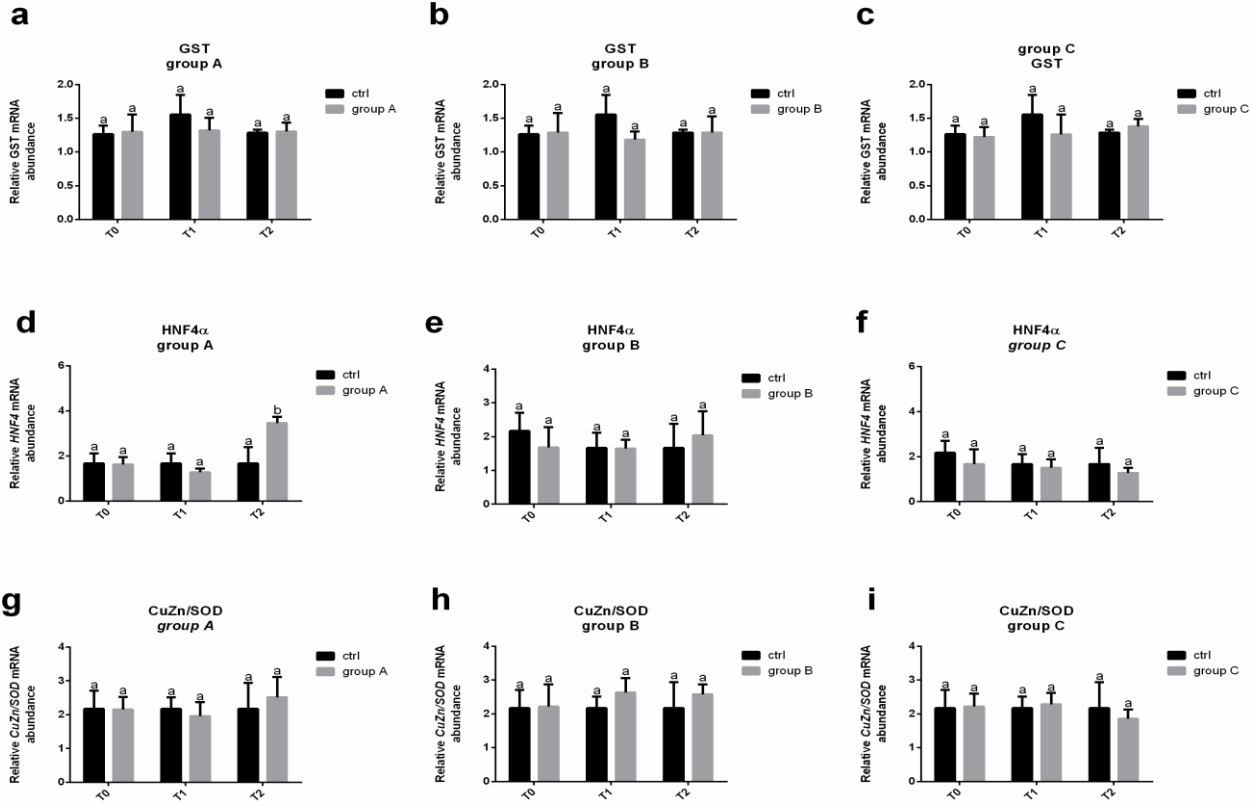 a
GST
group A
Relative GST mRNA
abundance
2.0
1.5
1.0
0.5
0.0
a a a a a a
T0 T1 T2
ctrl
group A
b
GST
group B
Relative GST mRNA
abundance
2.0
1.5
1.0
0.5
0.0
a a a a a a
T0 T1 T2
ctrl
group B
c
group C
GST
Relative GST mRNA
abundance
2.0
1.5
1.0
0.5
0.0
a a a a a a
T0 T1 T2
ctrl
group C
d
HNF4α
group A
Relative HNF4 mRNA
abundance
6
4
2
0
a a a a a b
T0 T1 T2
ctrl
group A
e
HNF4α
group B
Relative HNF4 mRNA
abundance
4
3
2
1
0
a a a a a a
T0 T1 T2
ctrl
group B
f
HNF4α
group C
Relative HNF4 mRNA
abundance
6
4
2
0
a a a a a a
T0 T1 T2
ctrl
group C
g
CuZn/SOD
group A
Relative CuZn/SOD mRNA
abundance
4
3
2
1
0
a a a a a a
T0 T1 T2
ctrl
group A
h
CuZn/SOD
group B
Relative CuZn/SOD mRNA
abundance
4
3
2
1
0
a a a a a a
T0 T1 T2
ctrl
group B
i
CuZn/SOD
group C
Relative CuZn/SOD mRNA
abundance
4
3
2
1
0
a a a a a a
T0 T1 T2
ctrl
group C